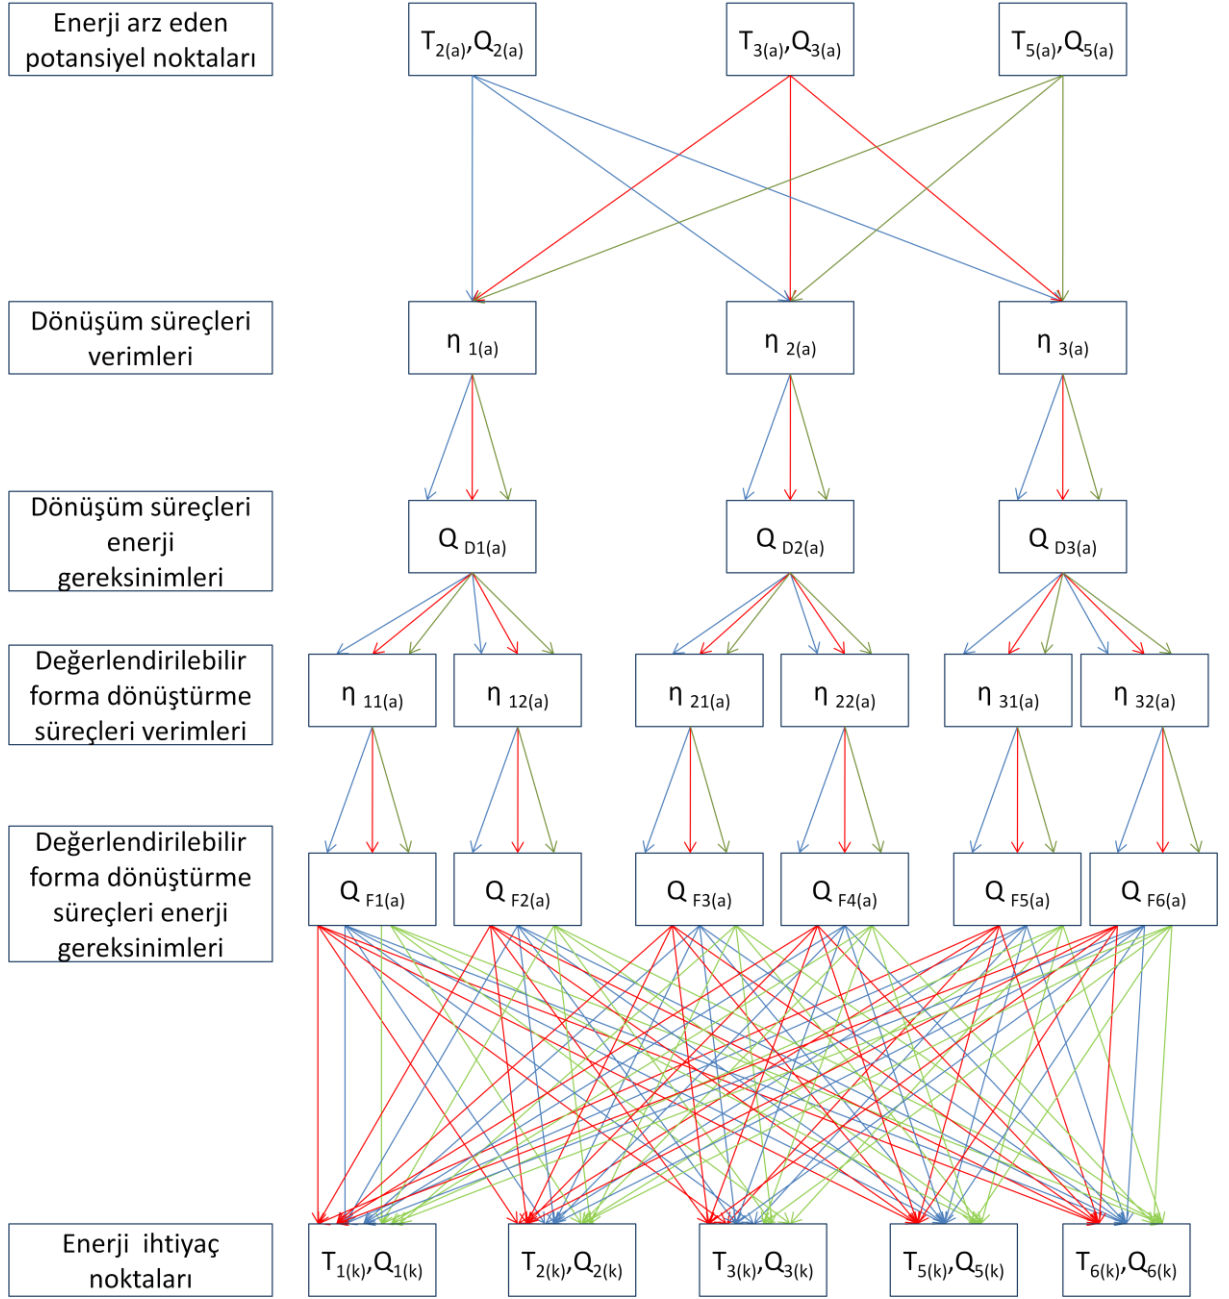 Enerji arz eden
potansiyel noktaları
T2(a),Q2(a)
T3(a),Q3(a)
T5(a),Q5(a)
Dönüşüm süreçleri
verimleri
η 1(a)
η 2(a)
η 3(a)
Dönüşüm süreçleri
enerji
gereksinimleri
Q D1(a)
Q D2(a)
Q D3(a)
Değerlendirilebilir
forma dönüştürme
süreçleri verimleri
η 11(a)
η 12(a)
η 21(a)
η 22(a)
η 31(a)
η 32(a)
Değerlendirilebilir
forma dönüştürme
süreçleri enerji
gereksinimleri
Q F1(a)
Q F2(a)
Q F3(a)
Q F4(a)
Q F5(a)
Q F6(a)
Enerji ihtiyaç
noktaları
T1(k),Q1(k)
T2(k),Q2(k)
T3(k),Q3(k)
T5(k),Q5(k)
T6(k),Q6(k)